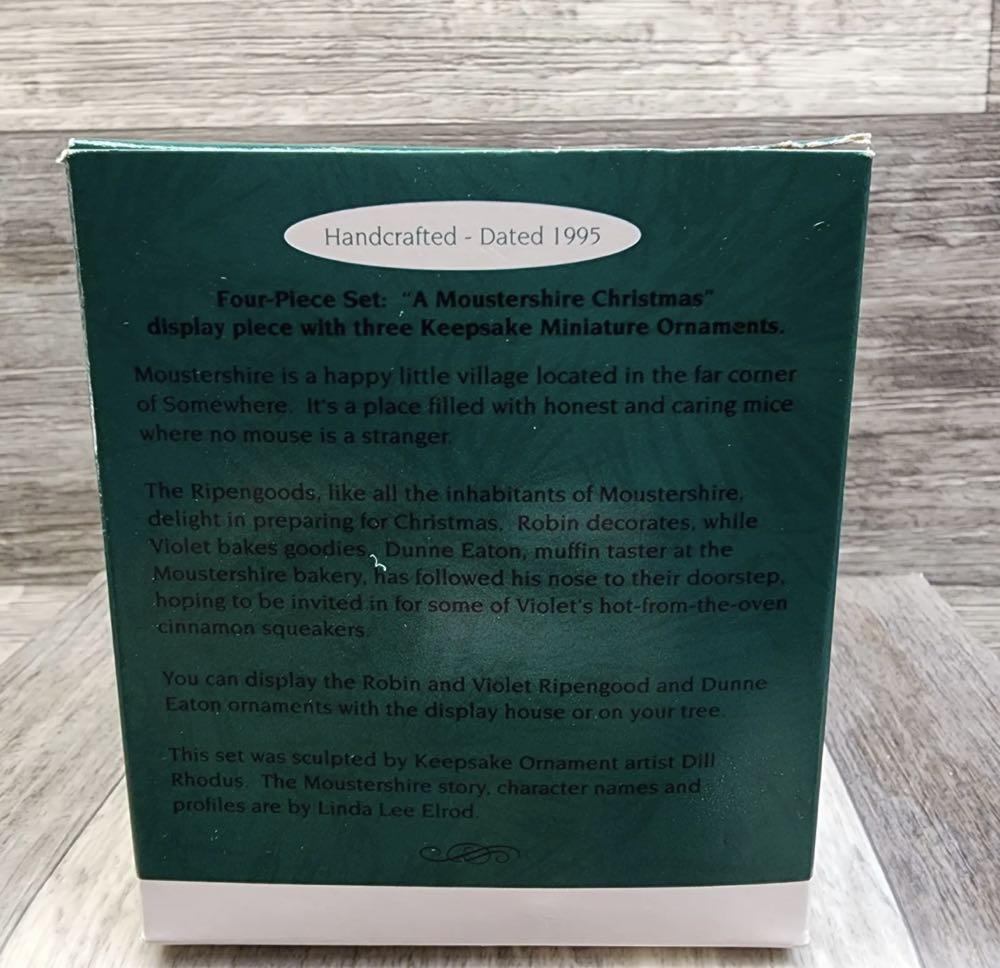 Handcrafted - Dated 1995
Four-Piece Set: "A Moustershire Christmas"
display piece with three Keepsake Miniature Ornaments.
Moustershire is a happy little village located in the far corner
of Somewhere. It's a place filled with honest and caring mice
where no mouse is a stranger.
The Ripengoods, like all the inhabitants of Moustershire,
delight in preparing for Christmas. Robin decorates, while
Violet bakes goodies. Dunne Eaton, muffin taster at the
Moustershire bakery, has followed his nose to their doorstep,
hoping to be invited in for some of Violet's hot-from-the-oven
cinnamon squeakers.
You can display the Robin and Violet Ripengood and Dunne
Eaton ornaments with the display house or on your tree.
This set was sculpted by Keepsake Ornament artist Dill
Rhodus. The Moustershire story, character names and
profiles are by Linda Lee Elrod.